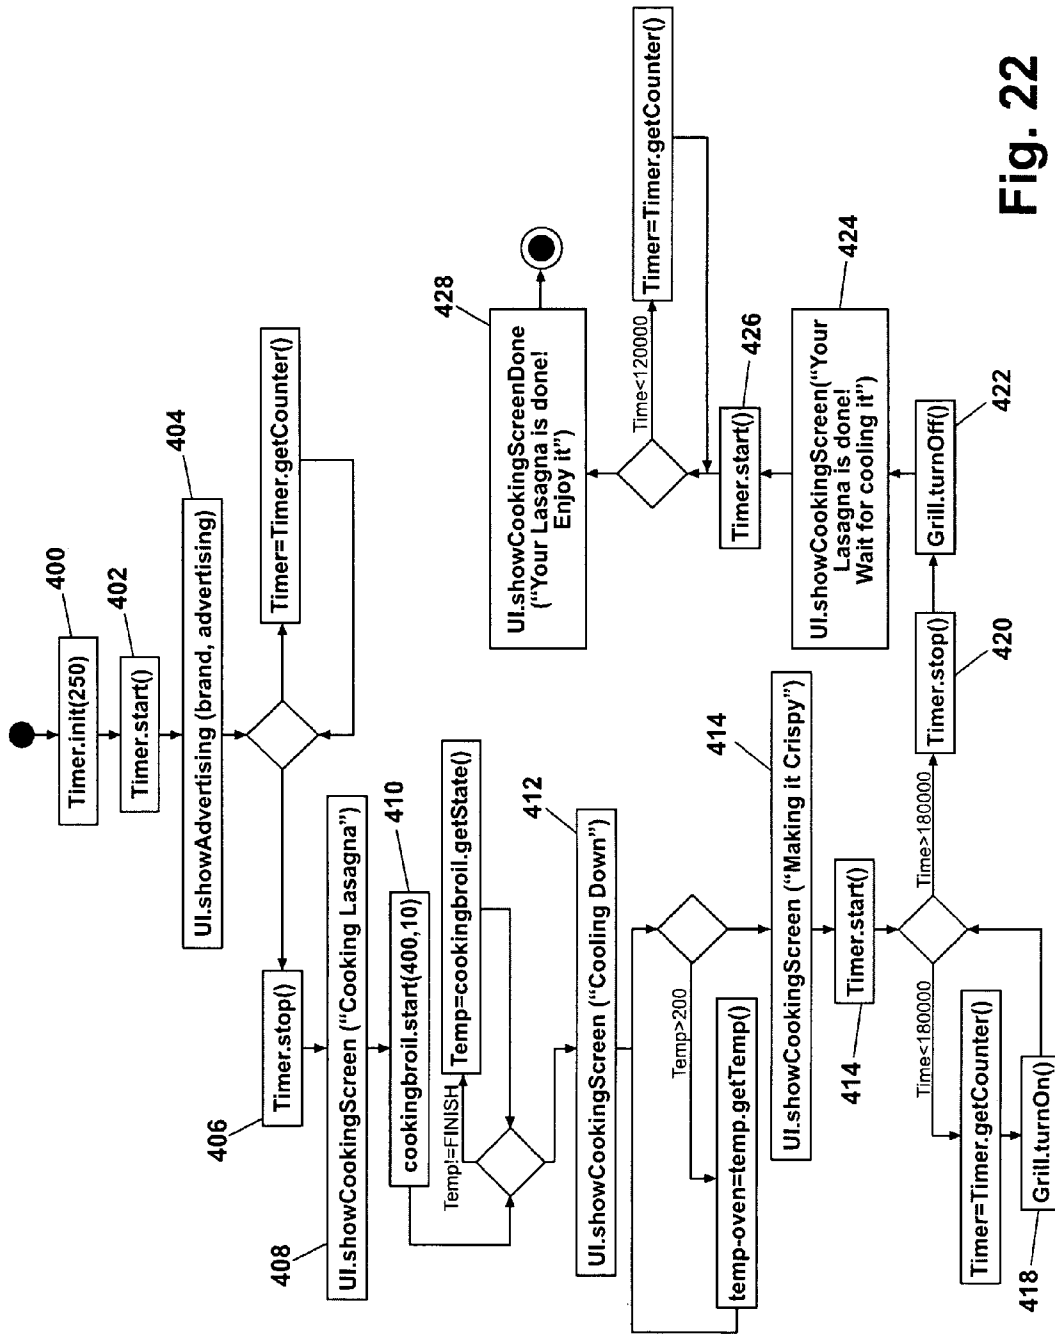 400
Timer.init(250)
402
Timer.start()
404
UI.showAdvertising (brand, advertising)
Timer=Timer.getCounter()
406
Timer.stop()
408
UI.showCookingScreen (“Cooking Lasagna”)
410
cookingbroil.start(400,10)
Temp!=FINISH
Temp=cookingbroil.getState()
412
UI.showCookingScreen (“Cooling Down”)
Temp>200
temp-oven=temp.getTemp()
414
UI.showCookingScreen (“Making it Crispy”)
414
Timer.start()
Time<180000
Time>180000
Timer=Timer.getCounter()
418
Grill.turnOn()
Timer.stop()
420
Grill.turnOff()
422
UI.showCookingScreen(“Your
Lasagna is done!
Wait for cooling it”)
424
Timer.start()
426
Time<120000
Timer=Timer.getCounter()
428
UI.showCookingScreenDone
(“Your Lasagna is done!
Enjoy it”)
Fig. 22